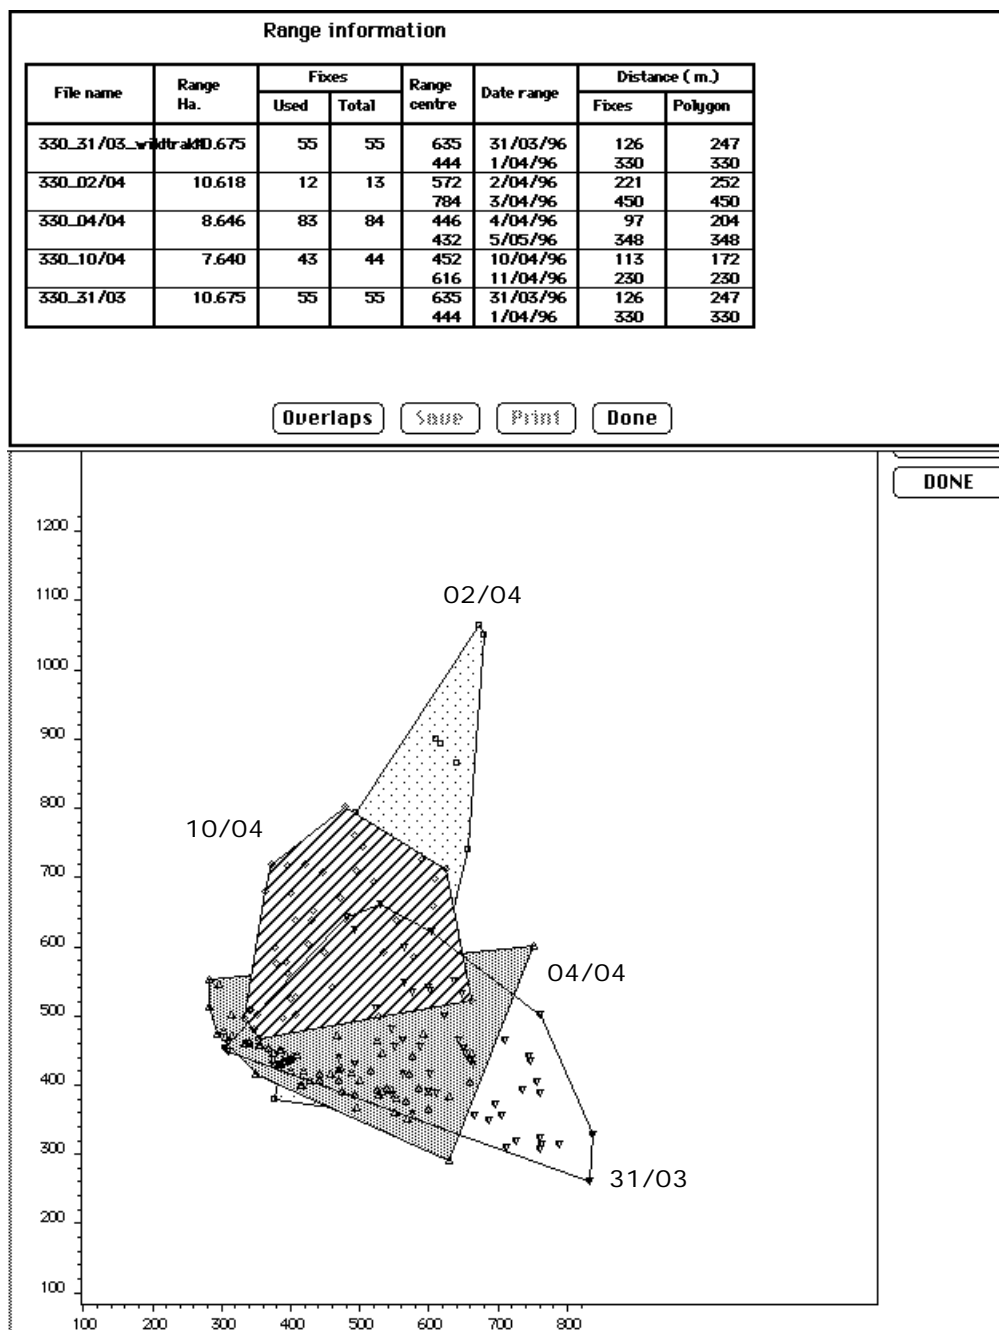 Range information
File name Range Ha. Fixes Range centre Date range Distance ( m.)
Used Total Fixes Polygon
330_31/03_wildtrak 10.675 55 55 635 31/03/96 126 247
444 1/04/96 330 330
330_02/04 10.618 12 13 572 2/04/96 221 252
784 3/04/96 450 450
330_04/04 8.646 83 84 446 4/04/96 97 204
432 5/05/96 348 348
330_10/04 7.640 43 44 452 10/04/96 113 172
616 11/04/96 230 230
330_31/03 10.675 55 55 635 31/03/96 126 247
444 1/04/96 330 330
Overlaps Save Print Done
DONE
1200
1100
02/04
1000
900
800
10/04
700
600
04/04
500
400
300
31/03
200
100
100 200 300 400 500 600 700 800